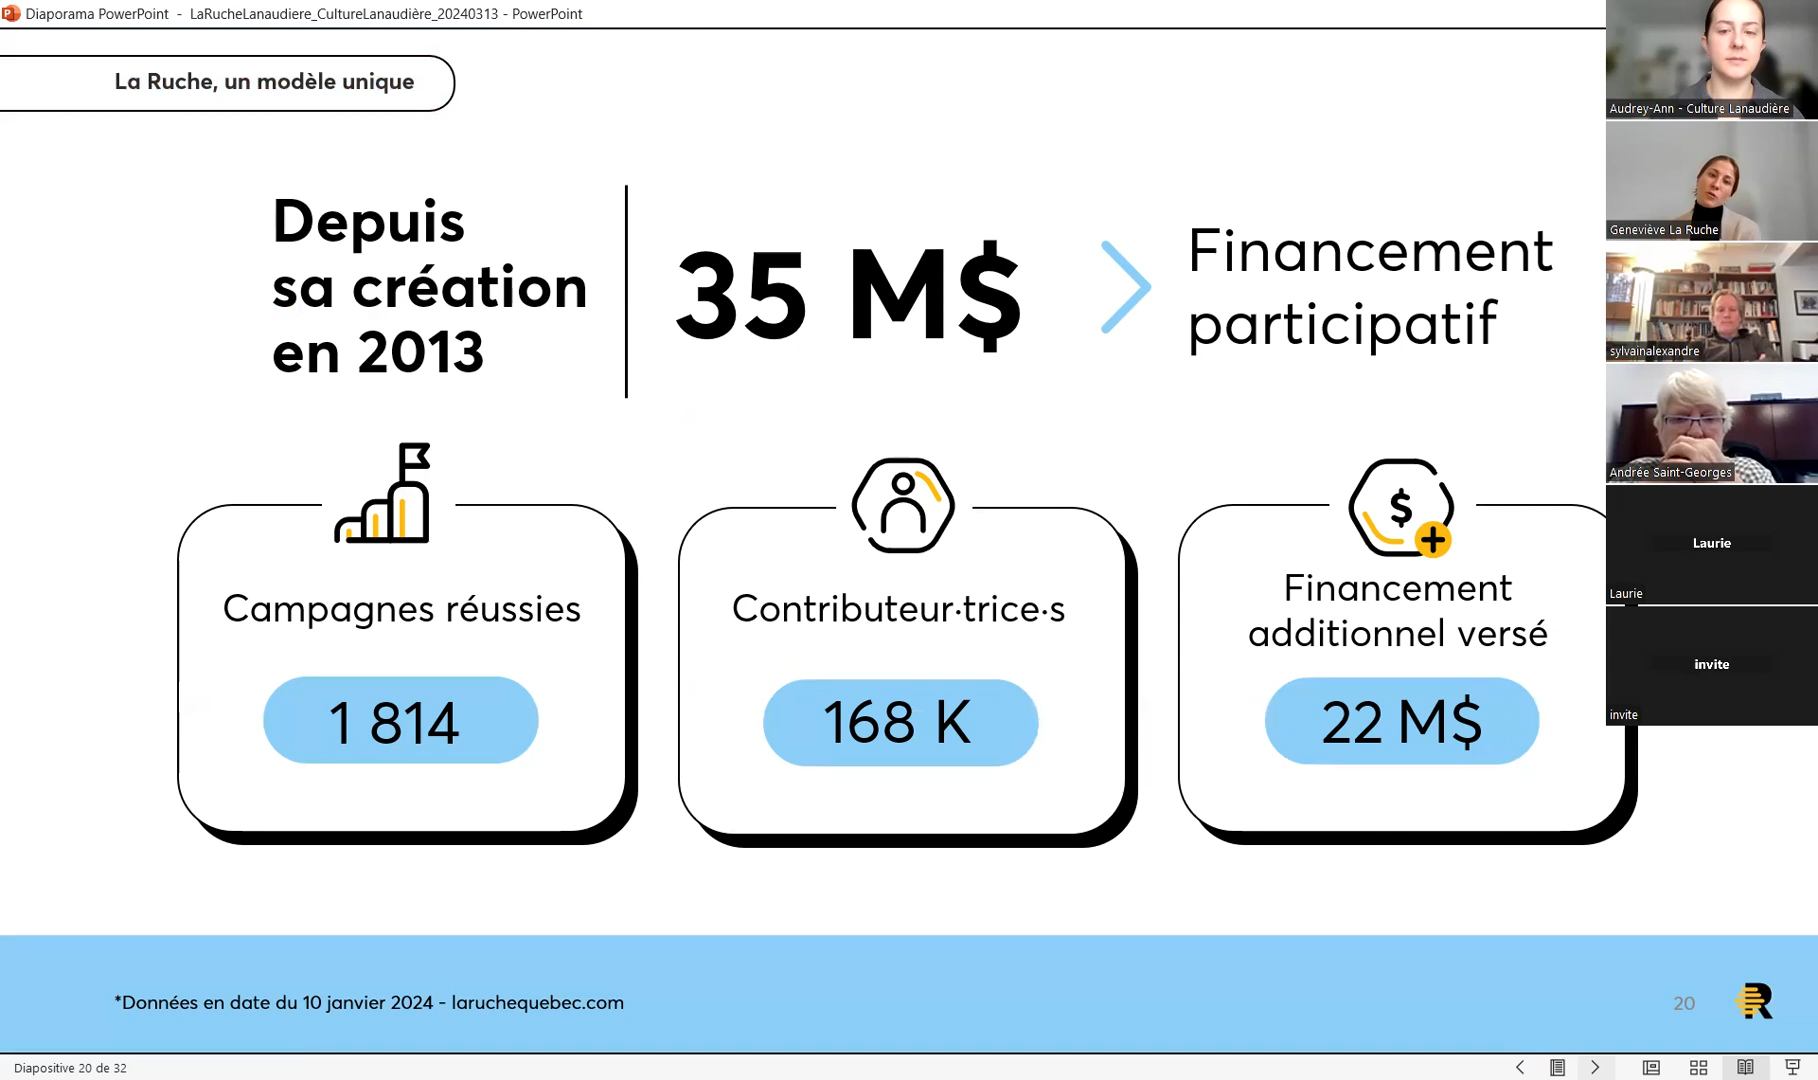 Diaporama PowerPoint - LaRucheLanaudiere_CultureLanaudière_20240313 - PowerPoint
La Ruche, un modèle unique
Depuis
sa création
en 2013
35 M$
Financement
participatif
Campagnes réussies
1 814
Contributeur·trice·s
168 K
Financement
additionnel versé
22 M$
*Données en date du 10 janvier 2024 - laruchequebec.com
20
Diapositive 20 de 32
Audrey-Ann - Culture Lanaudière
Geneviève La Ruche
sylvainalexandre
Andrée Saint-Georges
Laurie
Laurie
invite
invite